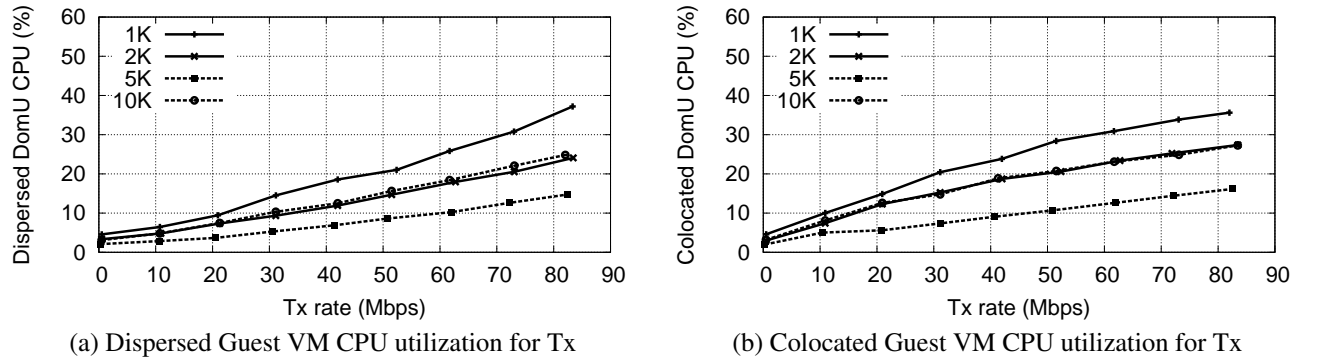 Dispersed DomU CPU (%)
60
50
40
30
20
10
0
1K
2K
5K
10K
0 10 20 30 40 50 60 70 80 90
Tx rate (Mbps)
(a) Dispersed Guest VM CPU utilization for Tx
Colocated DomU CPU (%)
60
50
40
30
20
10
0
1K
2K
5K
10K
0 10 20 30 40 50 60 70 80 90
Tx rate (Mbps)
(b) Colocated Guest VM CPU utilization for Tx